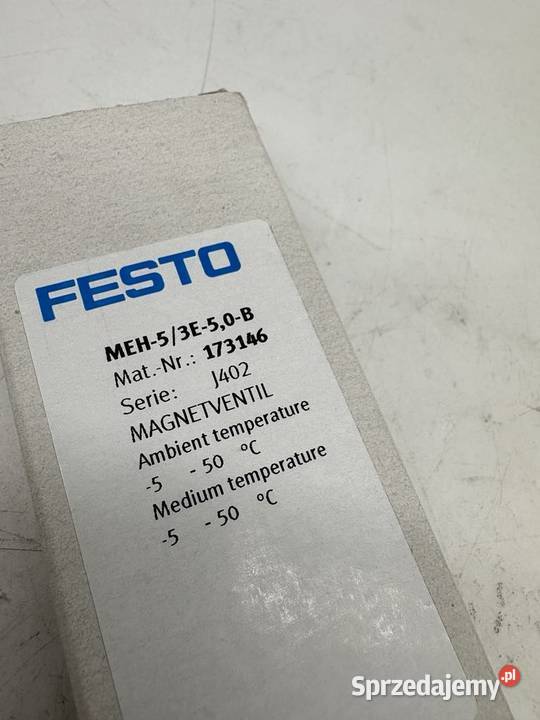 FESTO
MEH-5/3E-5,0-B
Mat.-Nr.: 173146
Serie: J402
MAGNETVENTIL
Ambient temperature
-5 - 50 °C
Medium temperature
-5 - 50 °C
Sprzedajemy.pl